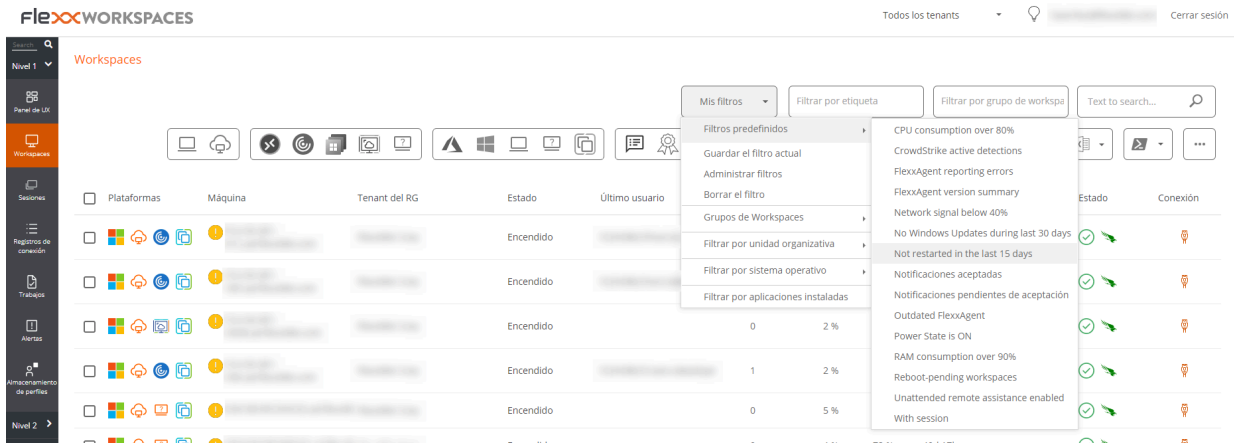 FlexxWORKSPACES
Todos los tenants
Cerrar sesión
Search
Nivel 1
Workspaces
Panel de UX
Workspaces
Sesiones
Registros de conexión
Trabajos
Alertas
Almacenamiento de perfiles
Nivel 2
Mis filtros
Filtrar por etiqueta
Filtrar por grupo de workspa
Text to search...
Filtros predefinidos
Guardar el filtro actual
Administrar filtros
Borrar el filtro
Grupos de Workspaces
Filtrar por unidad organizativa
Filtrar por sistema operativo
Filtrar por aplicaciones instaladas
CPU consumption over 80%
CrowdStrike active detections
FlexxAgent reporting errors
FlexxAgent version summary
Network signal below 40%
No Windows Updates during last 30 days
Not restarted in the last 15 days
Notificaciones aceptadas
Notificaciones pendientes de aceptación
Outdated FlexxAgent
Power State is ON
RAM consumption over 90%
Reboot-pending workspaces
Unattended remote assistance enabled
With session
Plataformas Máquina Tenant del RG Estado Último usuario Estado Conexión
Encendido
Encendido
Encendido 0 2 %
Encendido 1 2 %
Encendido 0 5 %